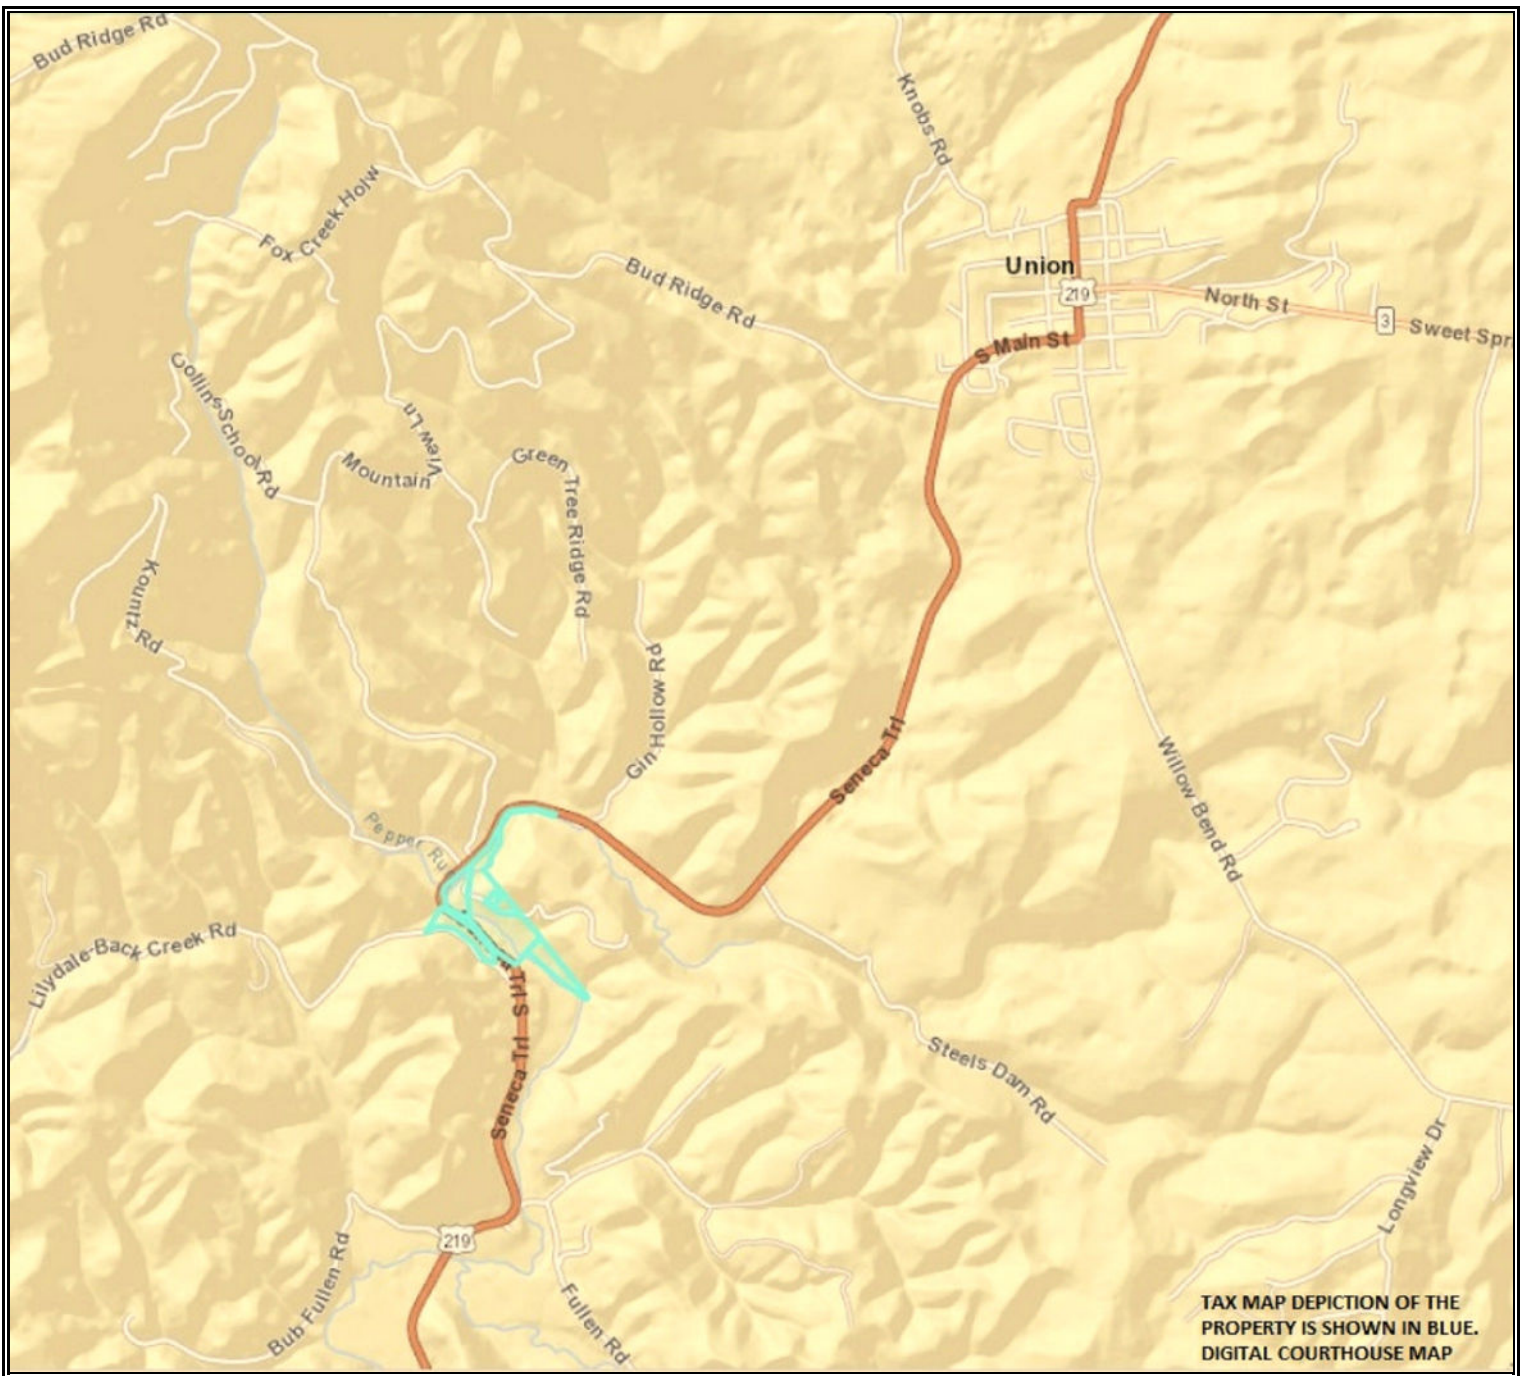 Bud Ridge Rd
Knobs Rd
Fox Creek Holw
Union
Bud Ridge Rd
219
North St
3
Sweet Spr
S Main St
Collins School Rd
View Ln
Mountain
Green Tree Ridge Rd
Kountz Rd
Gin Hollow Rd
Seneca Trl
Willow Bend Rd
Pepper Ru
Lilydale-Back Creek Rd
S Trl
Seneca Trl
Steels Dam Rd
Longview Dr
219
Bub Fullen Rd
Fullen Rd
TAX MAP DEPICTION OF THE
PROPERTY IS SHOWN IN BLUE.
DIGITAL COURTHOUSE MAP